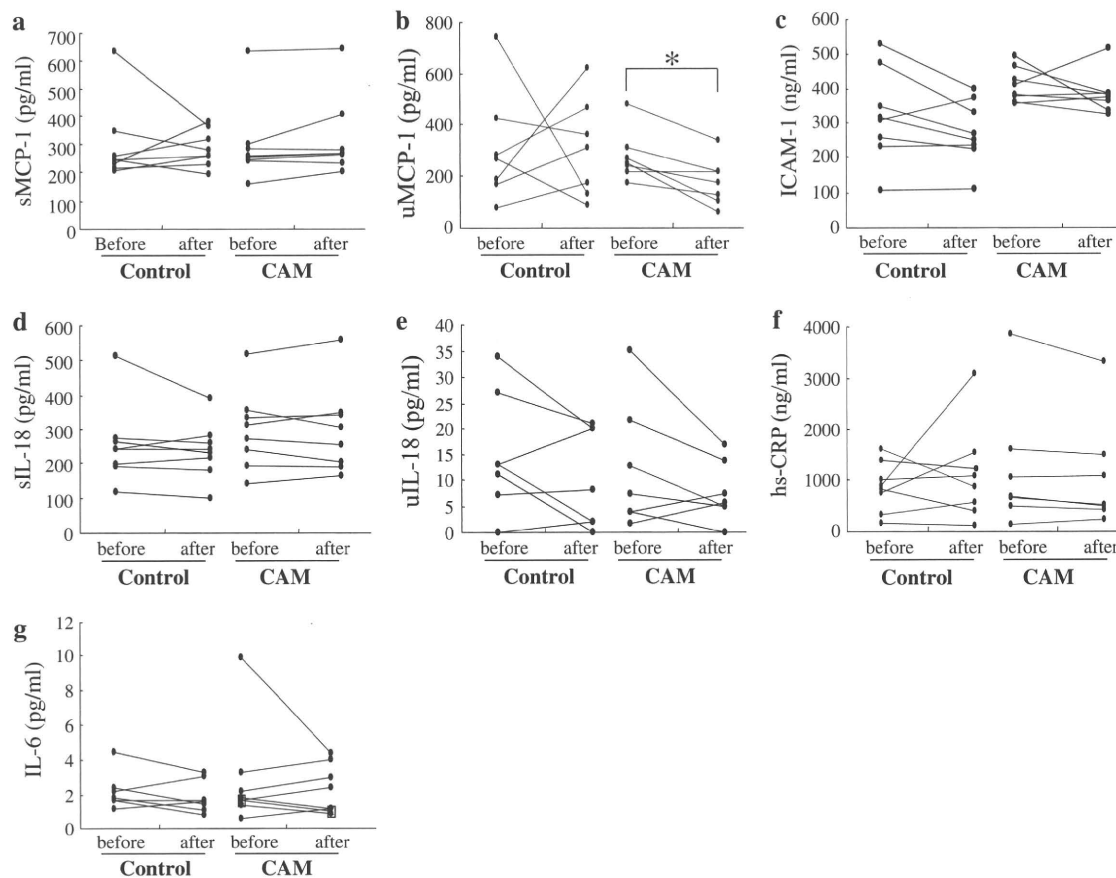 a
700
600
500
400
300
200
100
0
sMCP-1 (pg/ml)
Before after before after
Control CAM
b
800
600
400
200
0
uMCP-1 (pg/ml)
*
before after before after
Control CAM
c
600
500
400
300
200
100
0
ICAM-1 (ng/ml)
before after before after
Control CAM
d
600
500
400
300
200
100
0
sIL-18 (pg/ml)
before after before after
Control CAM
e
40
35
30
25
20
15
10
5
0
uIL-18 (pg/ml)
before after before after
Control CAM
f
4000
3000
2000
1000
0
hs-CRP (ng/ml)
before after before after
Control CAM
g
12
10
8
6
4
2
0
IL-6 (pg/ml)
before after before after
Control CAM